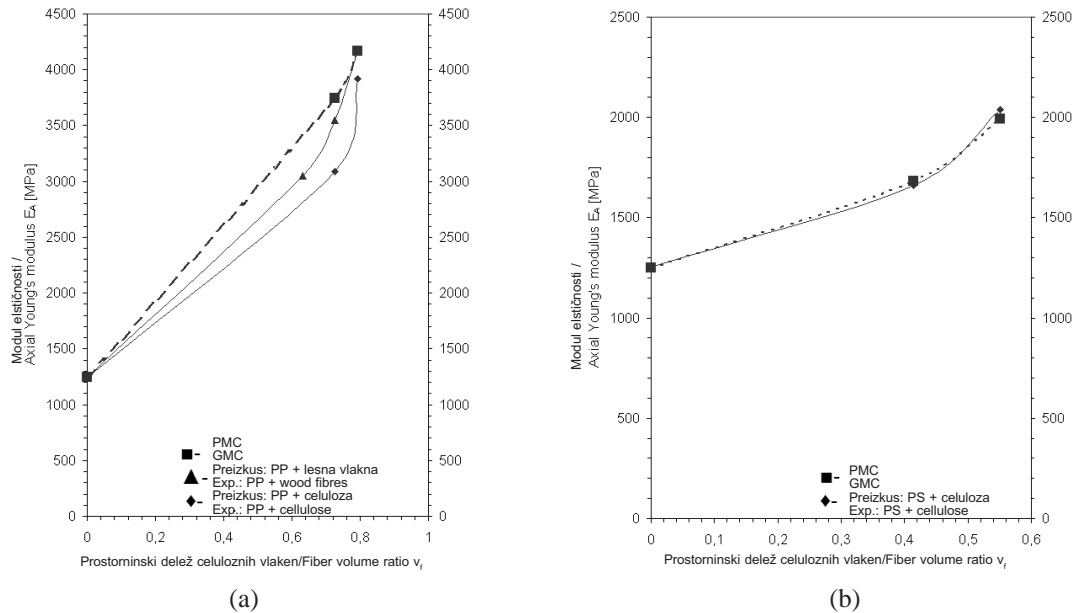 4500
4000
3500
3000
2500
2000
1500
1000
500
0
Modul elstičnosti /
Axial Young's modulus E_A [MPa]
4500
4000
3500
3000
2500
2000
1500
1000
500
0
PMC
GMC
Preizkus: PP + lesna vlakna
Exp.: PP + wood fibres
Preizkus: PP + celuloza
Exp.: PP + cellulose
0 0,2 0,4 0,6 0,8 1
Prostorninski delež celuloznih vlaken/Fiber volume ratio v_f
(a)
2500
2000
1500
1000
500
0
Modul elstičnosti /
Axial Young's modulus E_A [MPa]
2500
2000
1500
1000
500
0
PMC
GMC
Preizkus: PS + celuloza
Exp.: PS + cellulose
0 0,1 0,2 0,3 0,4 0,5 0,6
Prostorninski delež celuloznih vlaken/Fiber volume ratio v_f
(b)